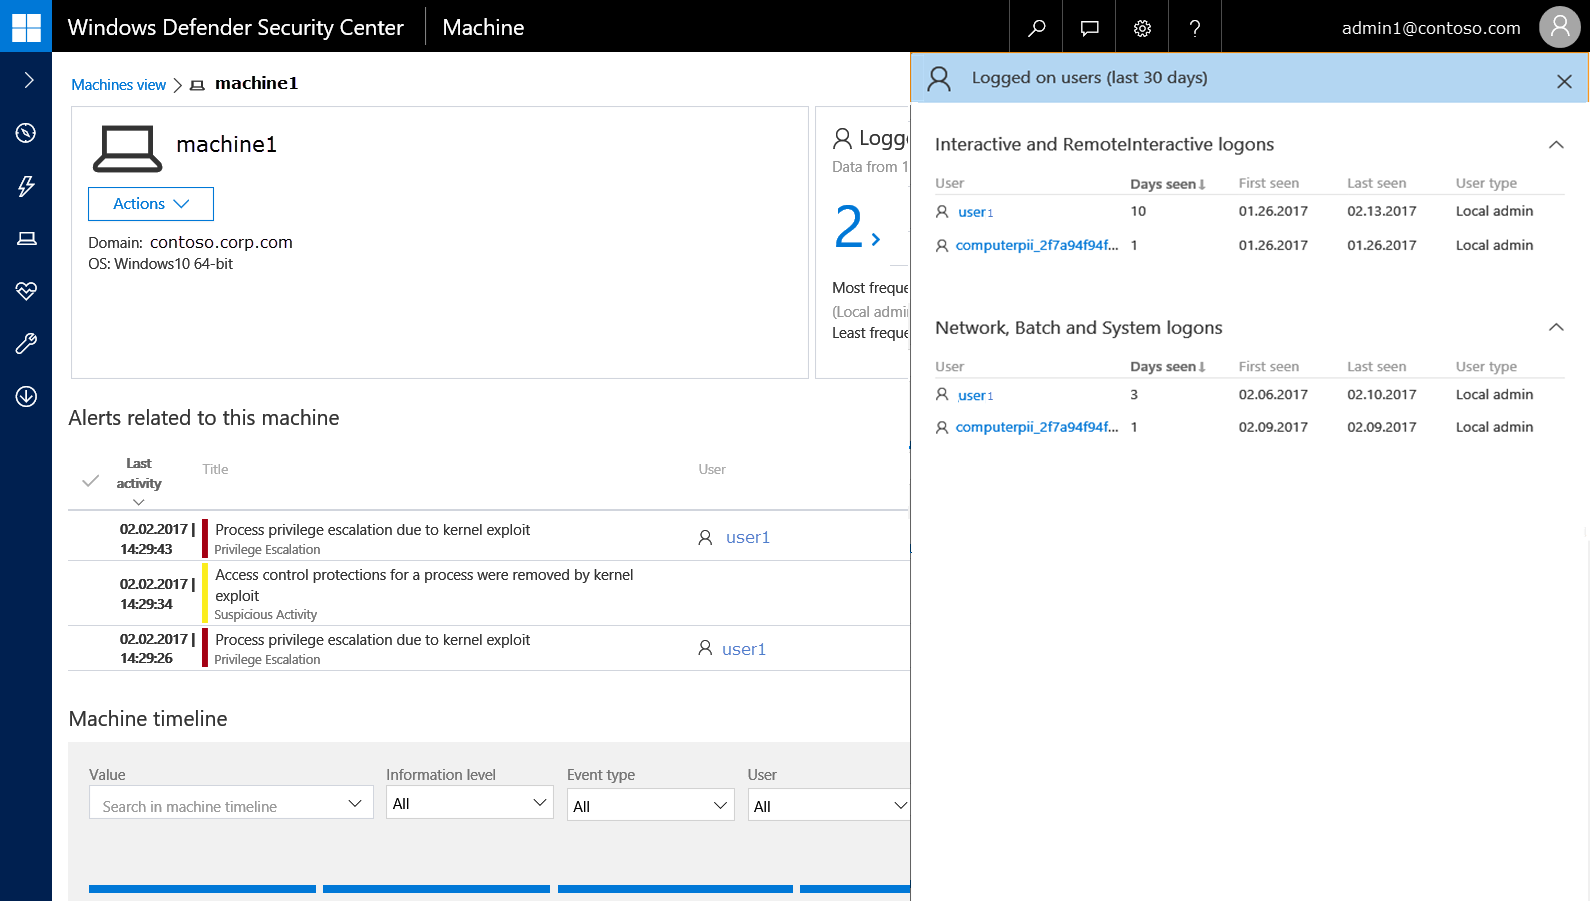 Windows Defender Security Center
Machine
?
admin1@contoso.com
Machines view
machine1
machine1
Actions
Domain: contoso.corp.com
OS: Windows10 64-bit
Logge
Data from 1
2
Most freque
(Local admi
Least freque
Alerts related to this machine
Last activity
Title
User
02.02.2017 |
14:29:43
Process privilege escalation due to kernel exploit
Privilege Escalation
user1
02.02.2017 |
14:29:34
Access control protections for a process were removed by kernel
exploit
Suspicious Activity
02.02.2017 |
14:29:26
Process privilege escalation due to kernel exploit
Privilege Escalation
user1
Machine timeline
Value
Information level
Event type
User
Search in machine timeline
All
All
All
Logged on users (last 30 days)
Interactive and RemoteInteractive logons
User Days seen First seen Last seen User type
user1 10 01.26.2017 02.13.2017 Local admin
computerpii_2f7a94f94f... 1 01.26.2017 01.26.2017 Local admin
Network, Batch and System logons
User Days seen First seen Last seen User type
user1 3 02.06.2017 02.10.2017 Local admin
computerpii_2f7a94f94f... 1 02.09.2017 02.09.2017 Local admin